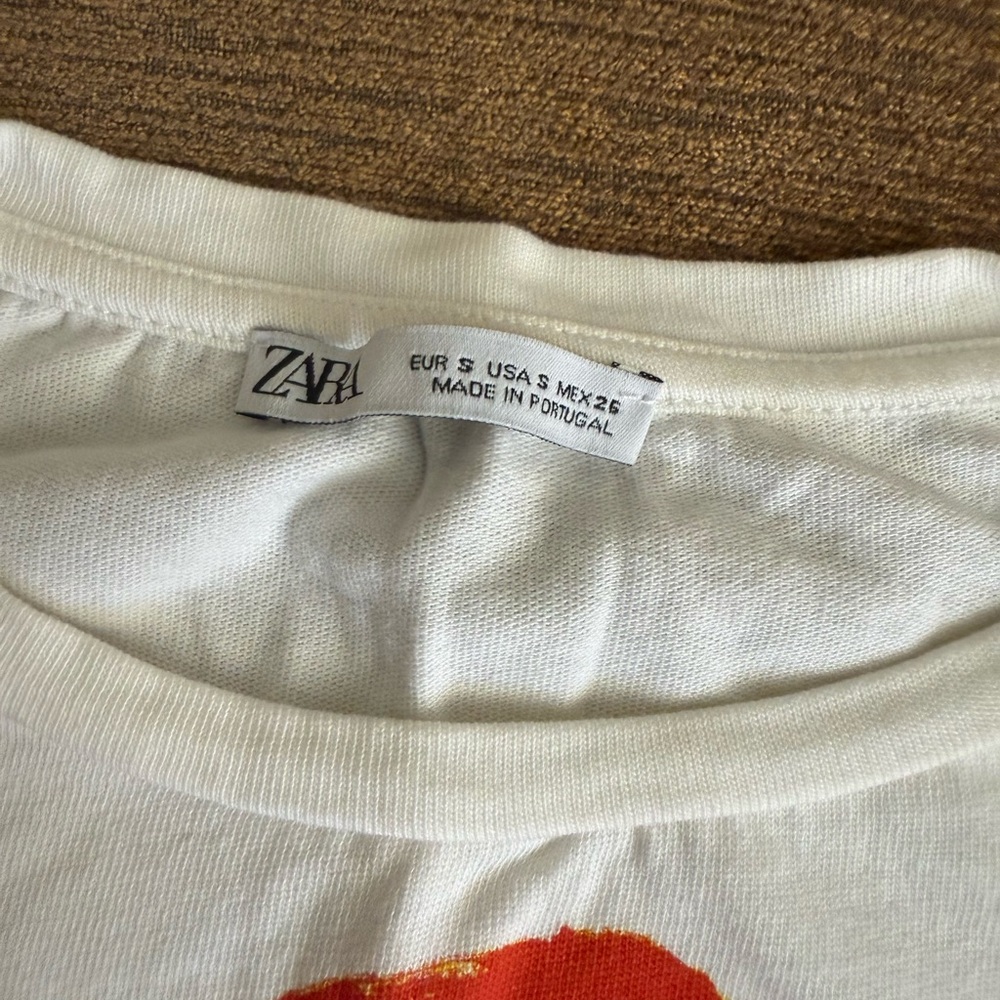 ZARA
EUR S USA S MEX 26
MADE IN PORTUGAL